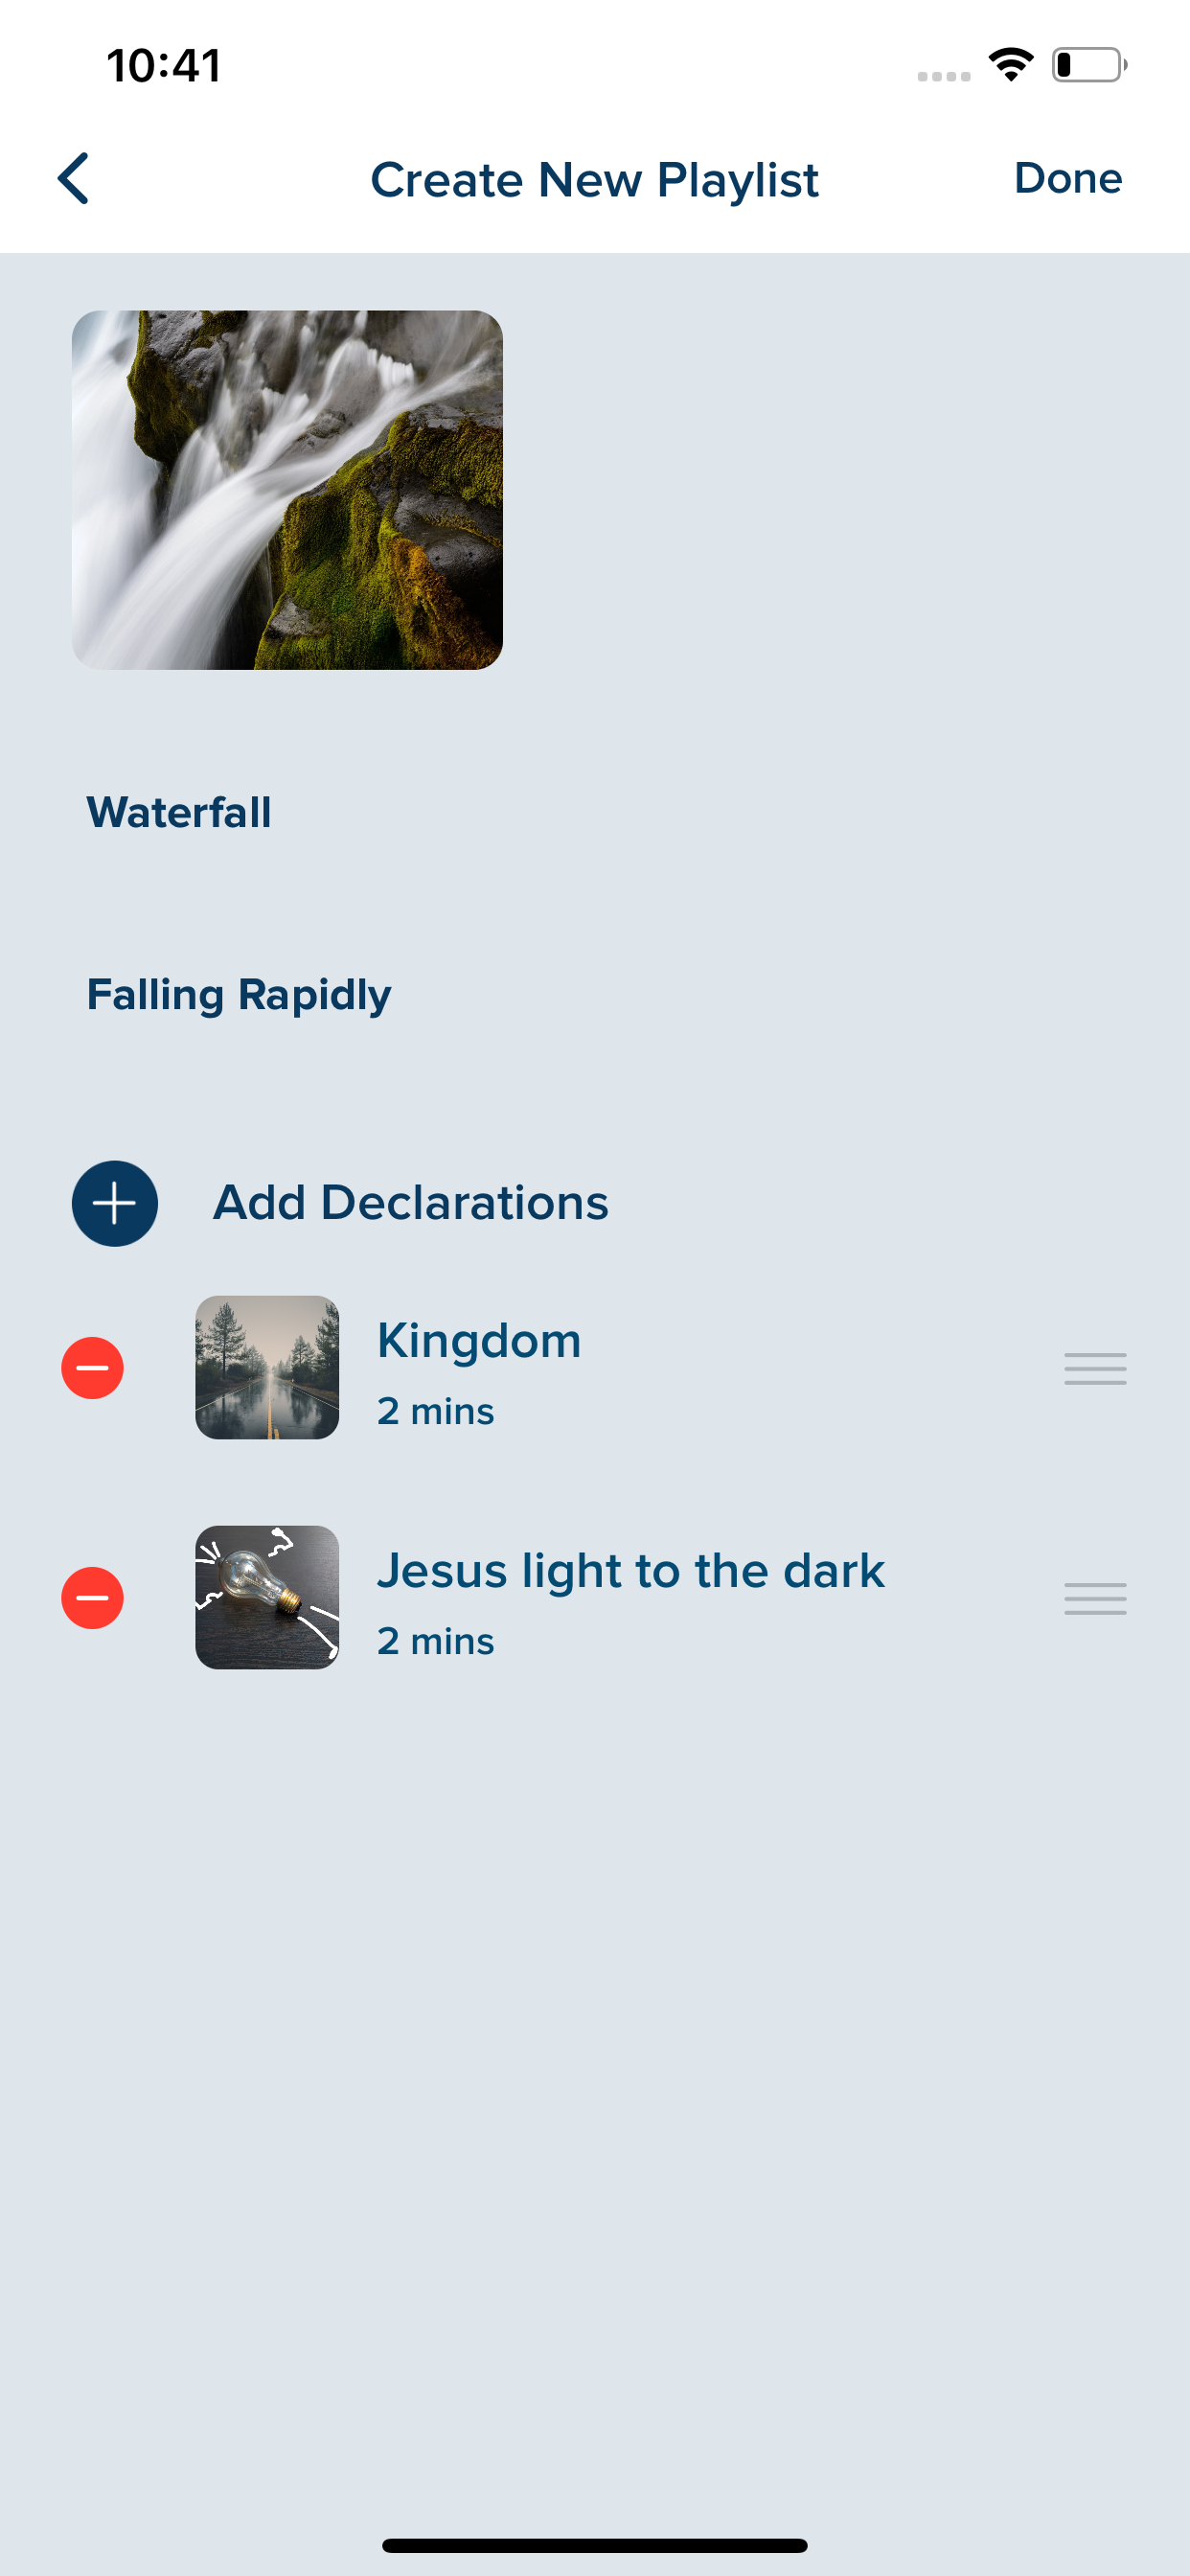 10:41
Create New Playlist
Done
Waterfall
Falling Rapidly
Add Declarations
Kingdom
2 mins
Jesus light to the dark
2 mins